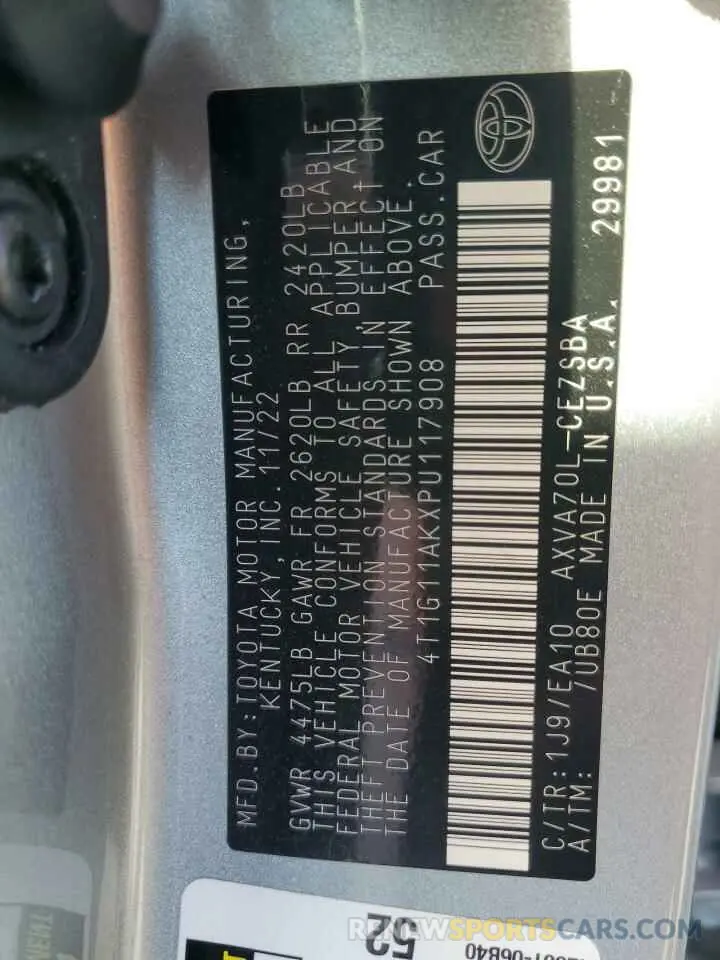 MFD.BY:TOYOTA MOTOR MANUFACTURING,
KENTUCKY, INC. 11/22
GVWR 4475LB GAWR FR 2620LB RR 2420LB
THIS VEHICLE CONFORMS TO ALL APPLICABLE
FEDERAL MOTOR VEHICLE SAFETY, BUMPER AND
THEFT PREVENTION STANDARDS IN EFFECT ON
THE DATE OF MANUFACTURE SHOWN ABOVE.
4T1G11AKXPU117908 PASS.CAR
C/TR:1J9/EA10 AXVA70L-CEZSBA
A/TM: 7UB80E MADE IN U.S.A. 29981
52
06B40
RENEWSPORTSCARS.COM